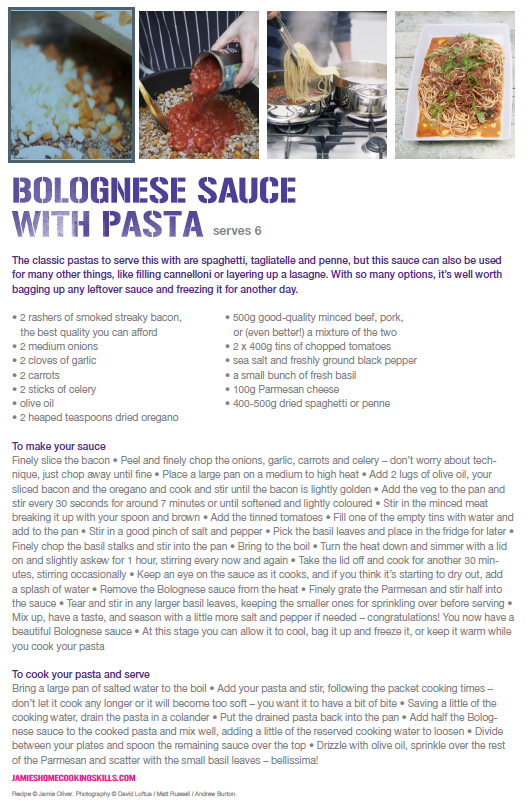 BOLOGNESE SAUCE
WITH PASTA serves 6
The classic pastas to serve this with are spaghetti, tagliatelle and penne, but this sauce can also be used
for many other things, like filling cannelloni or layering up a lasagne. With so many options, it's well worth
bagging up any leftover sauce and freezing it for another day.
• 2 rashers of smoked streaky bacon,
the best quality you can afford
• 2 medium onions
• 2 cloves of garlic
• 2 carrots
• 2 sticks of celery
• olive oil
• 2 heaped teaspoons dried oregano
• 500g good-quality minced beef, pork,
or (even better!) a mixture of the two
• 2 x 400g tins of chopped tomatoes
• sea salt and freshly ground black pepper
• a small bunch of fresh basil
• 100g Parmesan cheese
• 400-500g dried spaghetti or penne
To make your sauce
Finely slice the bacon • Peel and finely chop the onions, garlic, carrots and celery – don't worry about tech-
nique, just chop away until fine • Place a large pan on a medium to high heat • Add 2 lugs of olive oil, your
sliced bacon and the oregano and cook and stir until the bacon is lightly golden • Add the veg to the pan and
stir every 30 seconds for around 7 minutes or until softened and lightly coloured • Stir in the minced meat
breaking it up with your spoon and brown • Add the tinned tomatoes • Fill one of the empty tins with water and
add to the pan • Stir in a good pinch of salt and pepper • Pick the basil leaves and place in the fridge for later •
Finely chop the basil stalks and stir into the pan • Bring to the boil • Turn the heat down and simmer with a lid
on and slightly askew for 1 hour, stirring every now and again • Take the lid off and cook for another 30 min-
utes, stirring occasionally • Keep an eye on the sauce as it cooks, and if you think it's starting to dry out, add
a splash of water • Remove the Bolognese sauce from the heat • Finely grate the Parmesan and stir half into
the sauce • Tear and stir in any larger basil leaves, keeping the smaller ones for sprinkling over before serving •
Mix up, have a taste, and season with a little more salt and pepper if needed – congratulations! You now have a
beautiful Bolognese sauce • At this stage you can allow it to cool, bag it up and freeze it, or keep it warm while
you cook your pasta
To cook your pasta and serve
Bring a large pan of salted water to the boil • Add your pasta and stir, following the packet cooking times –
don't let it cook any longer or it will become too soft – you want it to have a bit of bite • Saving a little of the
cooking water, drain the pasta in a colander • Put the drained pasta back into the pan • Add half the Bolog-
nese sauce to the cooked pasta and mix well, adding a little of the reserved cooking water to loosen • Divide
between your plates and spoon the remaining sauce over the top • Drizzle with olive oil, sprinkle over the rest
of the Parmesan and scatter with the small basil leaves – bellissima!
JAMIESHOMECOOKINGSKILLS.COM
Recipe © Jamie Oliver. Photography © David Loftus / Matt Russell / Andrew Burton.